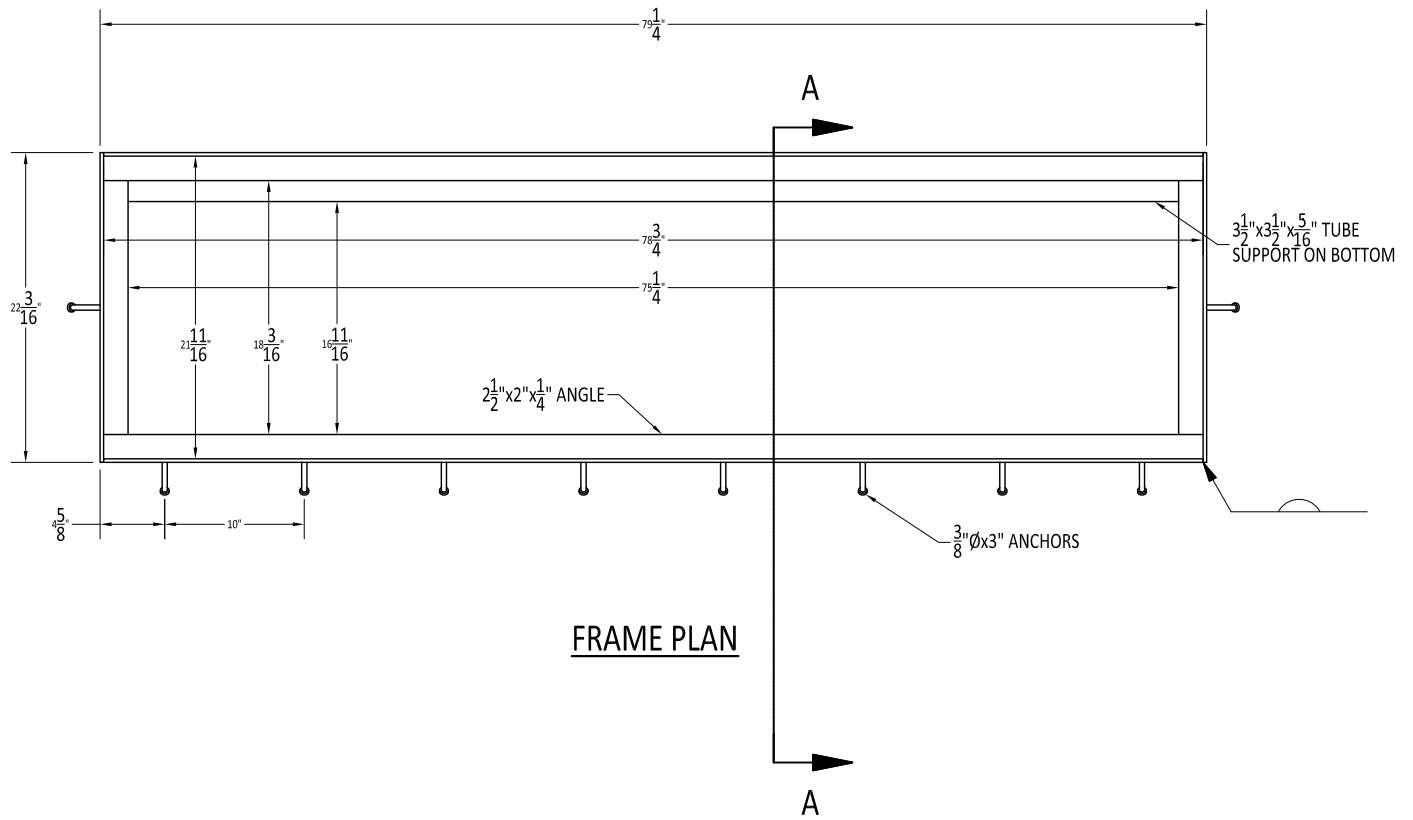 79 1/4"
A
3 1/2"x3 1/2"x5/16" TUBE
SUPPORT ON BOTTOM
78 3/4"
75 1/4"
22 3/16"
21 11/16"
18 3/16"
16 11/16"
2 1/2"x2"x1/4" ANGLE
4 5/8"
10"
3/8"Øx3" ANCHORS
FRAME PLAN
A